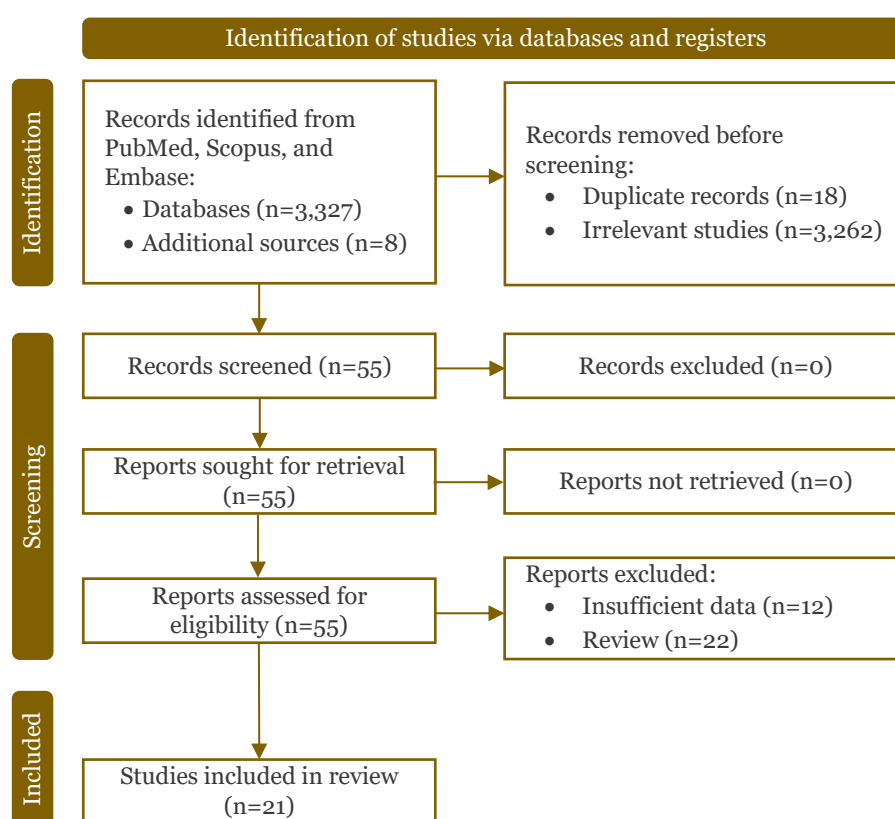 Identification of studies via databases and registers
Identification
Records identified from
PubMed, Scopus, and
Embase:
• Databases (n=3,327)
• Additional sources (n=8)
Records removed before
screening:
• Duplicate records (n=18)
• Irrelevant studies (n=3,262)
Screening
Records screened (n=55)
Records excluded (n=0)
Reports sought for retrieval
(n=55)
Reports not retrieved (n=0)
Reports assessed for
eligibility (n=55)
Reports excluded:
• Insufficient data (n=12)
• Review (n=22)
Included
Studies included in review
(n=21)